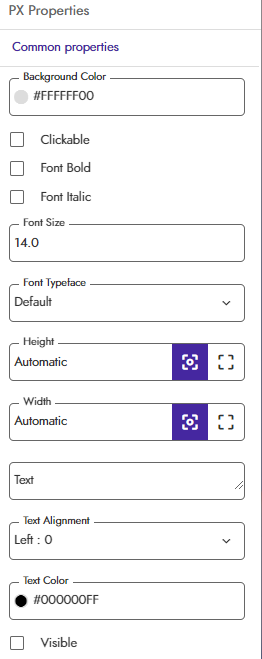 PX Properties
Common properties
Background Color
#FFFFFF00
Clickable
Font Bold
Font Italic
Font Size
14.0
Font Typeface
Default
Height
Automatic
Width
Automatic
Text
Text Alignment
Left : 0
Text Color
#000000FF
Visible